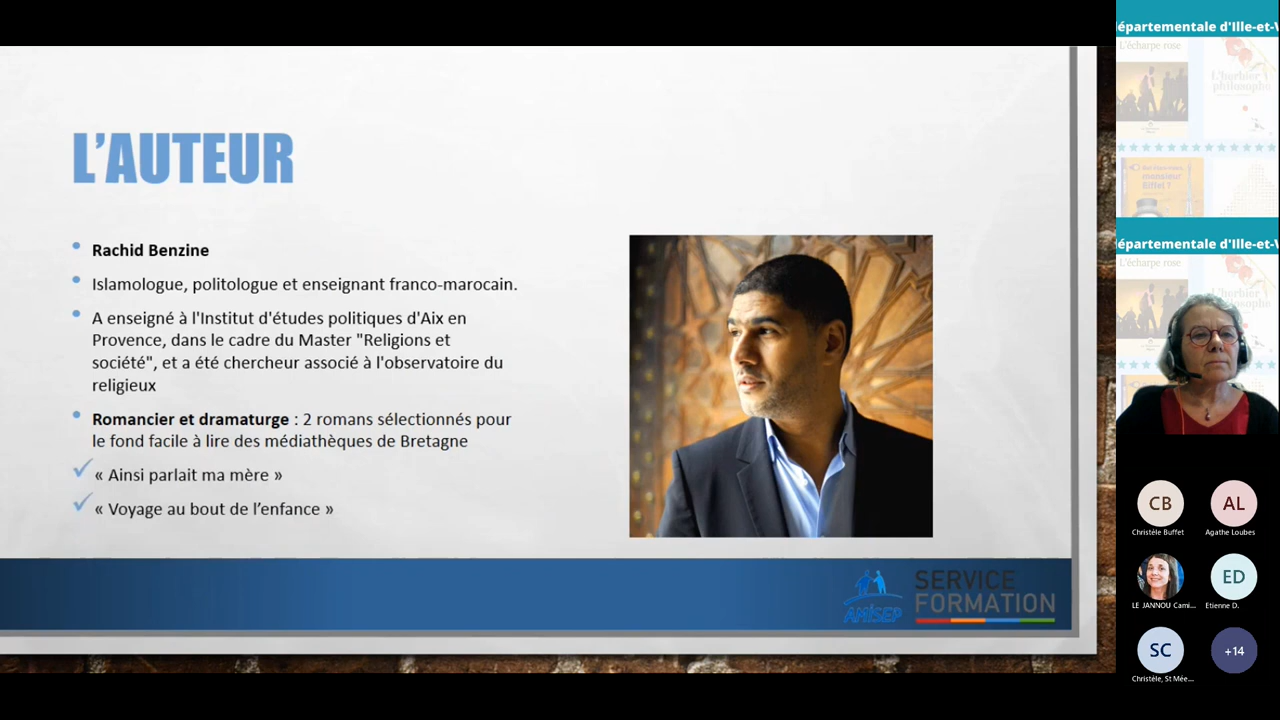 L'AUTEUR
Rachid Benzine
Islamologue, politologue et enseignant franco-marocain.
A enseigné à l'Institut d'études politiques d'Aix en
Provence, dans le cadre du Master "Religions et
société", et a été chercheur associé à l'observatoire du
religieux
Romancier et dramaturge : 2 romans sélectionnés pour
le fond facile à lire des médiathèques de Bretagne
« Ainsi parlait ma mère »
« Voyage au bout de l’enfance »
AMISEP
SERVICE
FORMATION
épartementale d'Ille-et-V
L'écharpe rose
L'herbier
philosophe
monsieur
Eiffel ?
épartementale d'Ille-et-V
L'écharpe rose
CB
Christèle Buffet
AL
Agathe Loubes
LE JANNOU Cami...
ED
Etienne D.
SC
Christèle, St Mée...
+14